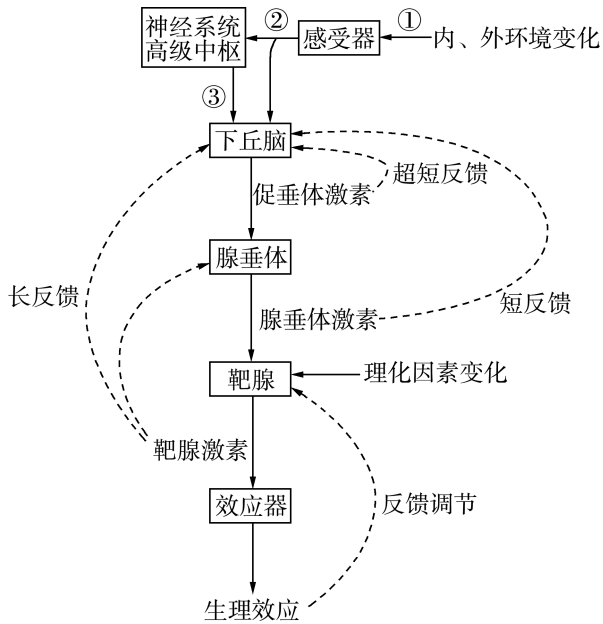 神经系统
高级中枢
②
感受器
①
内、外环境变化
③
下丘脑
超短反馈
促垂体激素
腺垂体
长反馈
短反馈
腺垂体激素
靶腺
理化因素变化
靶腺激素
效应器
反馈调节
生理效应